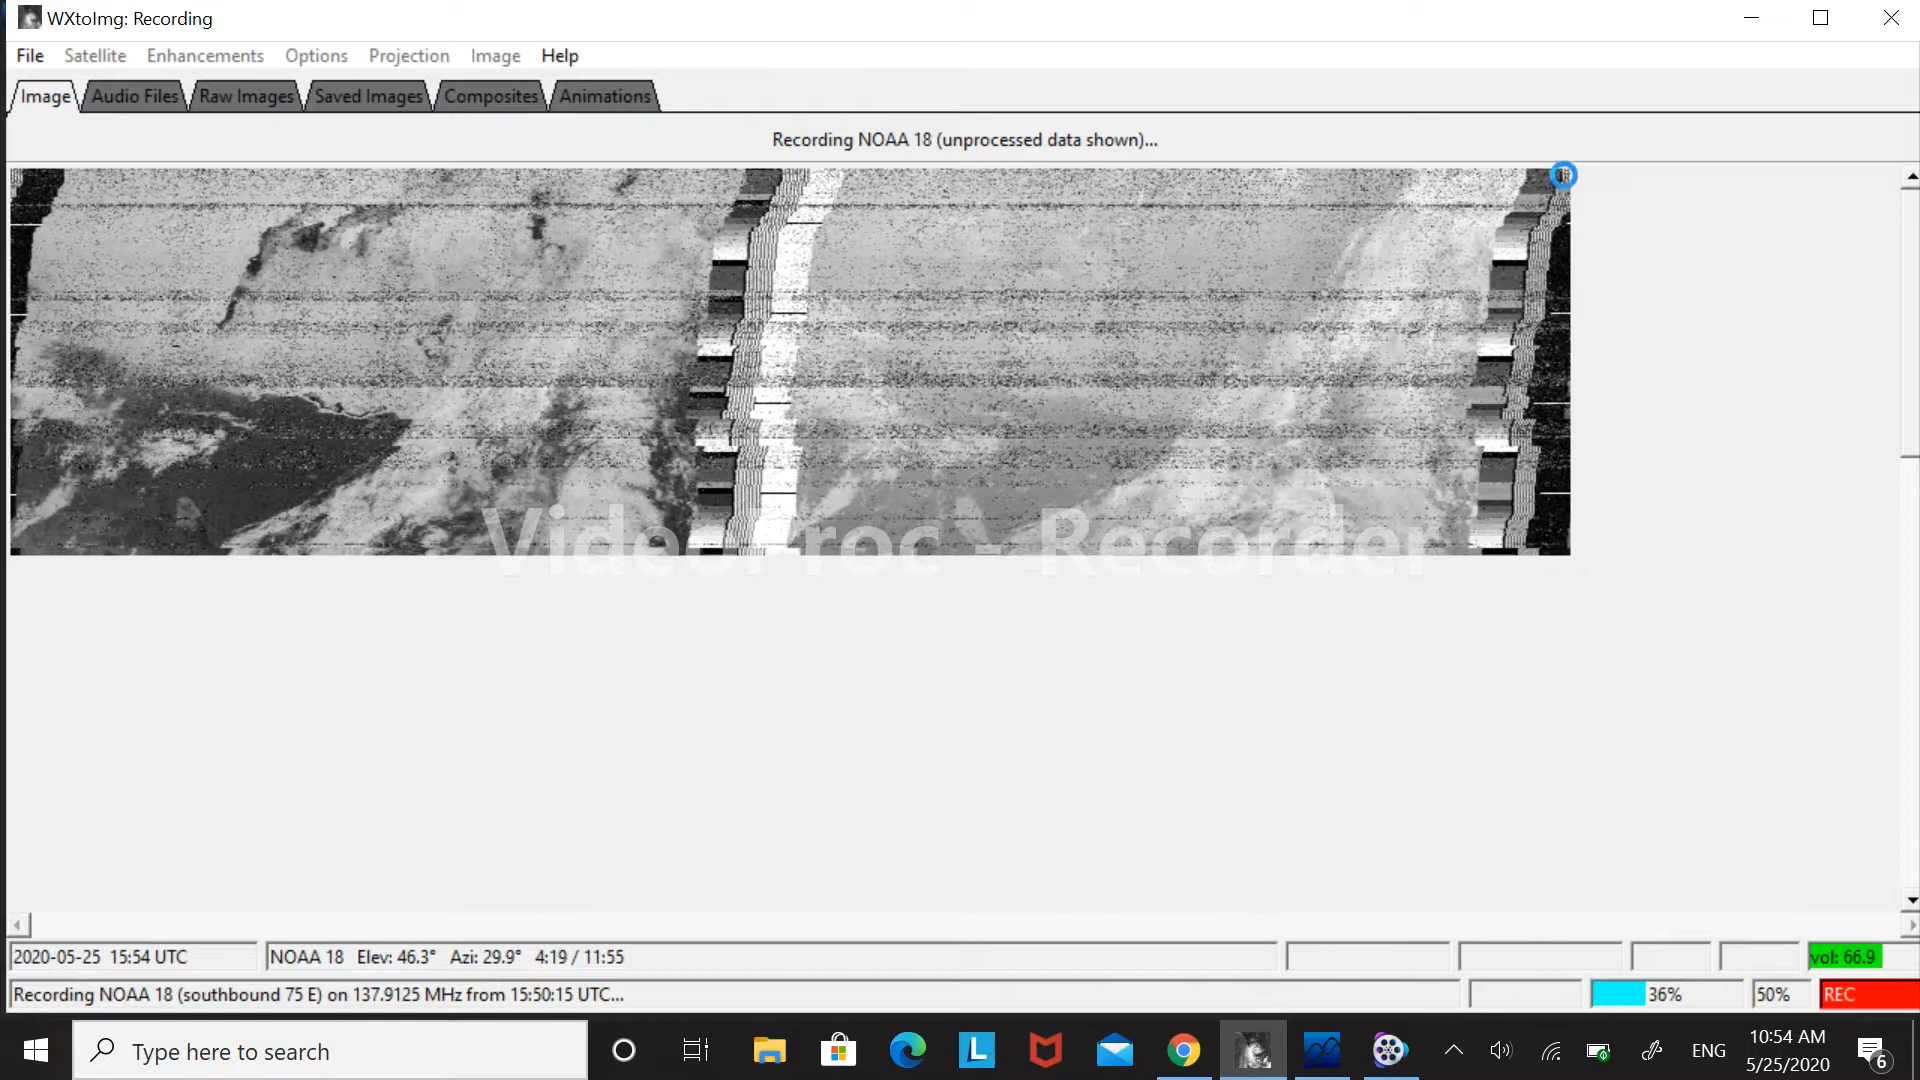 WXtoImg: Recording
File Satellite Enhancements Options Projection Image Help
Image Audio Files Raw Images Saved Images Composites Animations
Recording NOAA 18 (unprocessed data shown)...
VideoProc - Recorder
2020-05-25 15:54 UTC NOAA 18 Elev: 46.3° Azi: 29.9° 4:19 / 11:55 vol: 66.9
Recording NOAA 18 (southbound 75 E) on 137.9125 MHz from 15:50:15 UTC... 36% 50% REC
Type here to search L ENG 10:54 AM
5/25/2020 6